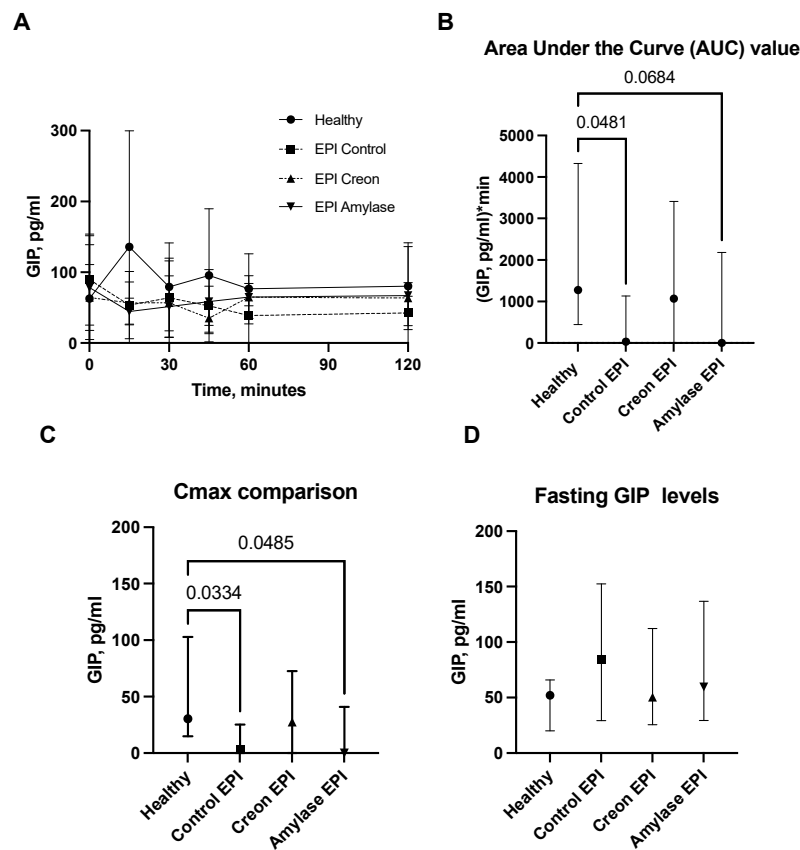 A
GIP, pg/ml
300
200
100
0
0
30
60
90
120
Time, minutes
Healthy
EPI Control
EPI Creon
EPI Amylase
B
Area Under the Curve (AUC) value
0.0684
0.0481
(GIP, pg/ml)*min
5000
4000
3000
2000
1000
0
Healthy
Control EPI
Creon EPI
Amylase EPI
C
Cmax comparison
0.0485
0.0334
GIP, pg/ml
200
150
100
50
0
Healthy
Control EPI
Creon EPI
Amylase EPI
D
Fasting GIP levels
GIP, pg/ml
200
150
100
50
0
Healthy
Control EPI
Creon EPI
Amylase EPI